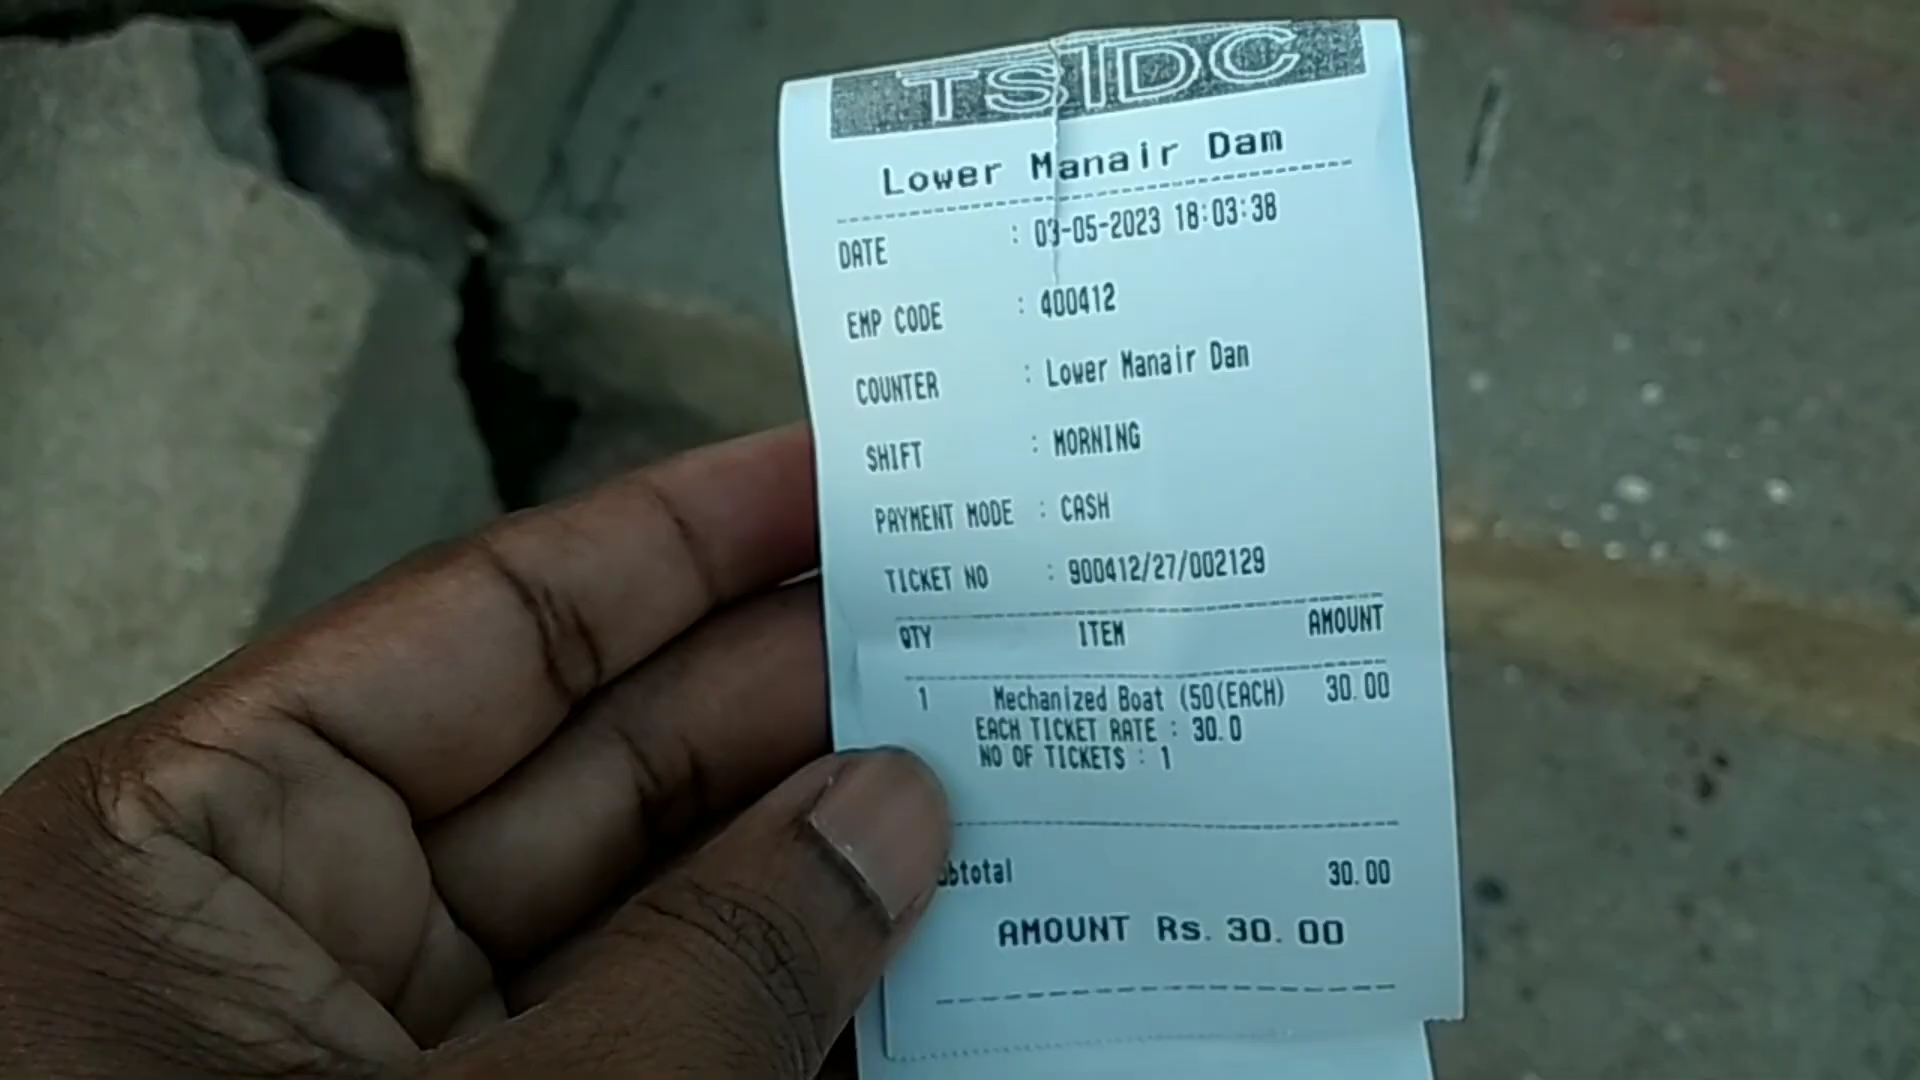 TSTDC
Lower Manair Dam
DATE : 03-05-2023 18:03:38
EMP CODE : 400412
COUNTER : Lower Manair Dam
SHIFT : MORNING
PAYMENT MODE : CASH
TICKET NO : 900412/27/002129
QTY ITEM AMOUNT
1 Mechanized Boat (50(EACH) 30.00
EACH TICKET RATE : 30.0
NO OF TICKETS : 1
ubtotal 30.00
AMOUNT Rs. 30.00